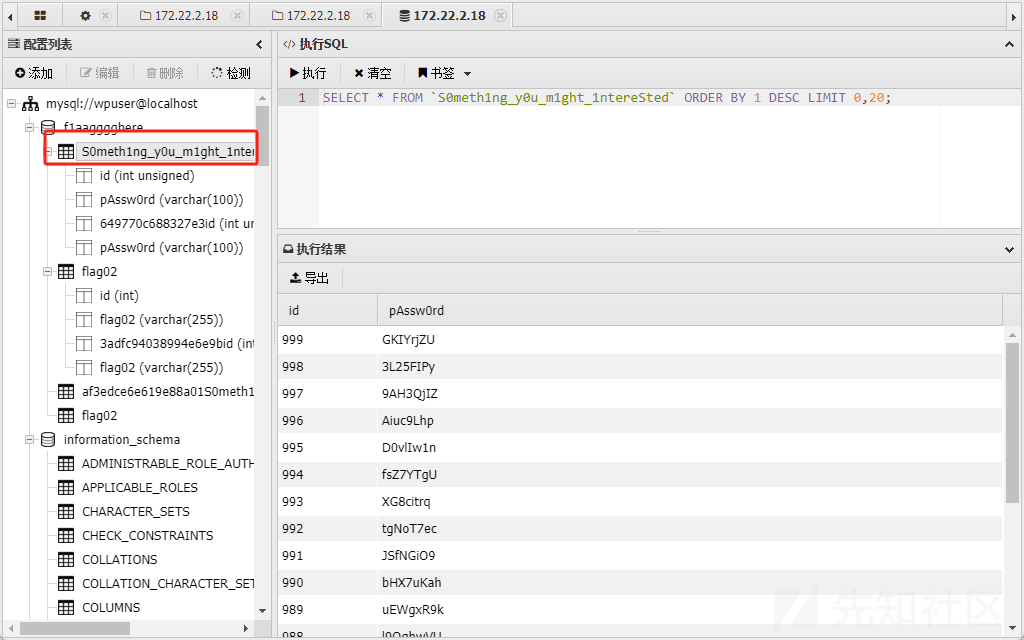 172.22.2.18
172.22.2.18
172.22.2.18
配置列表
添加
编辑
删除
检测
mysql://wpuser@localhost
f1aagggghere
S0meth1ng_y0u_m1ght_1nter
id (int unsigned)
pAssw0rd (varchar(100))
649770c688327e3id (int un
pAssw0rd (varchar(100))
flag02
id (int)
flag02 (varchar(255))
3adfc94038994e6e9bid (int
flag02 (varchar(255))
af3edce6e619e88a01S0meth1
flag02
information_schema
ADMINISTRABLE_ROLE_AUTH
APPLICABLE_ROLES
CHARACTER_SETS
CHECK_CONSTRAINTS
COLLATIONS
COLLATION_CHARACTER_SET
COLUMNS
</> 执行SQL
执行
清空
书签
1 SELECT * FROM `S0meth1ng_y0u_m1ght_1ntereSted` ORDER BY 1 DESC LIMIT 0,20;
执行结果
导出
id pAssw0rd
999 GKIYrjZU
998 3L25FIPy
997 9AH3QjIZ
996 Aiuc9Lhp
995 D0vlIw1n
994 fsZ7YTgU
993 XG8citrq
992 tgNoT7ec
991 JSfNGiO9
990 bHX7uKah
989 uEWgxR9k
988
先知社区